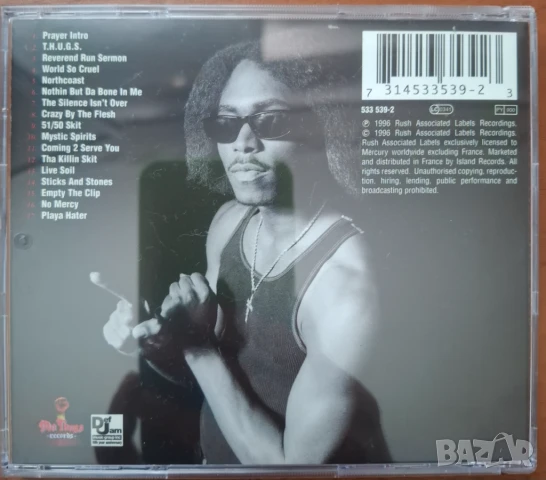 1. Prayer Intro
2. T.H.U.G.S.
Reverend Run Sermon
World So Cruel
Northcoast
Nothin But Da Bone In Me
The Silence Isn't Over
Crazy By The Flesh
51/50 Skit
Mystic Spirits
Coming 2 Serve You
Tha Killin Skit
Live Soil
Sticks And Stones
Empty The Clip
No Mercy
Playa Hater
7 314533539-2 3
533 539-2
℗ 1996 Rush Associated Labels Recordings.
© 1996 Rush Associated Labels Recordings.
Rush Associated Labels exclusively licensed to
Mercury worldwide excluding France. Marketed
and distributed in France by Island Records. All
rights reserved. Unauthorised copying, reproduc-
tion, hiring, lending, public performance and
broadcasting prohibited.
Def
Jam
BAZAR